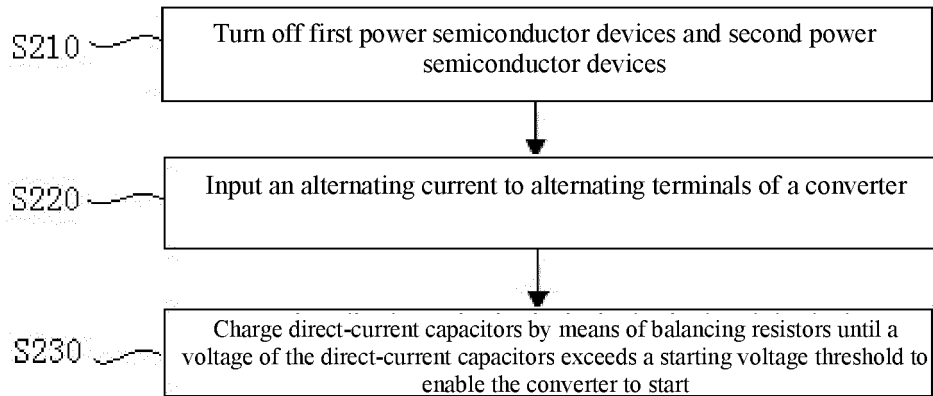 S210
Turn off first power semiconductor devices and second power
semiconductor devices
S220
Input an alternating current to alternating terminals of a converter
S230
Charge direct-current capacitors by means of balancing resistors until a
voltage of the direct-current capacitors exceeds a starting voltage threshold to
enable the converter to start